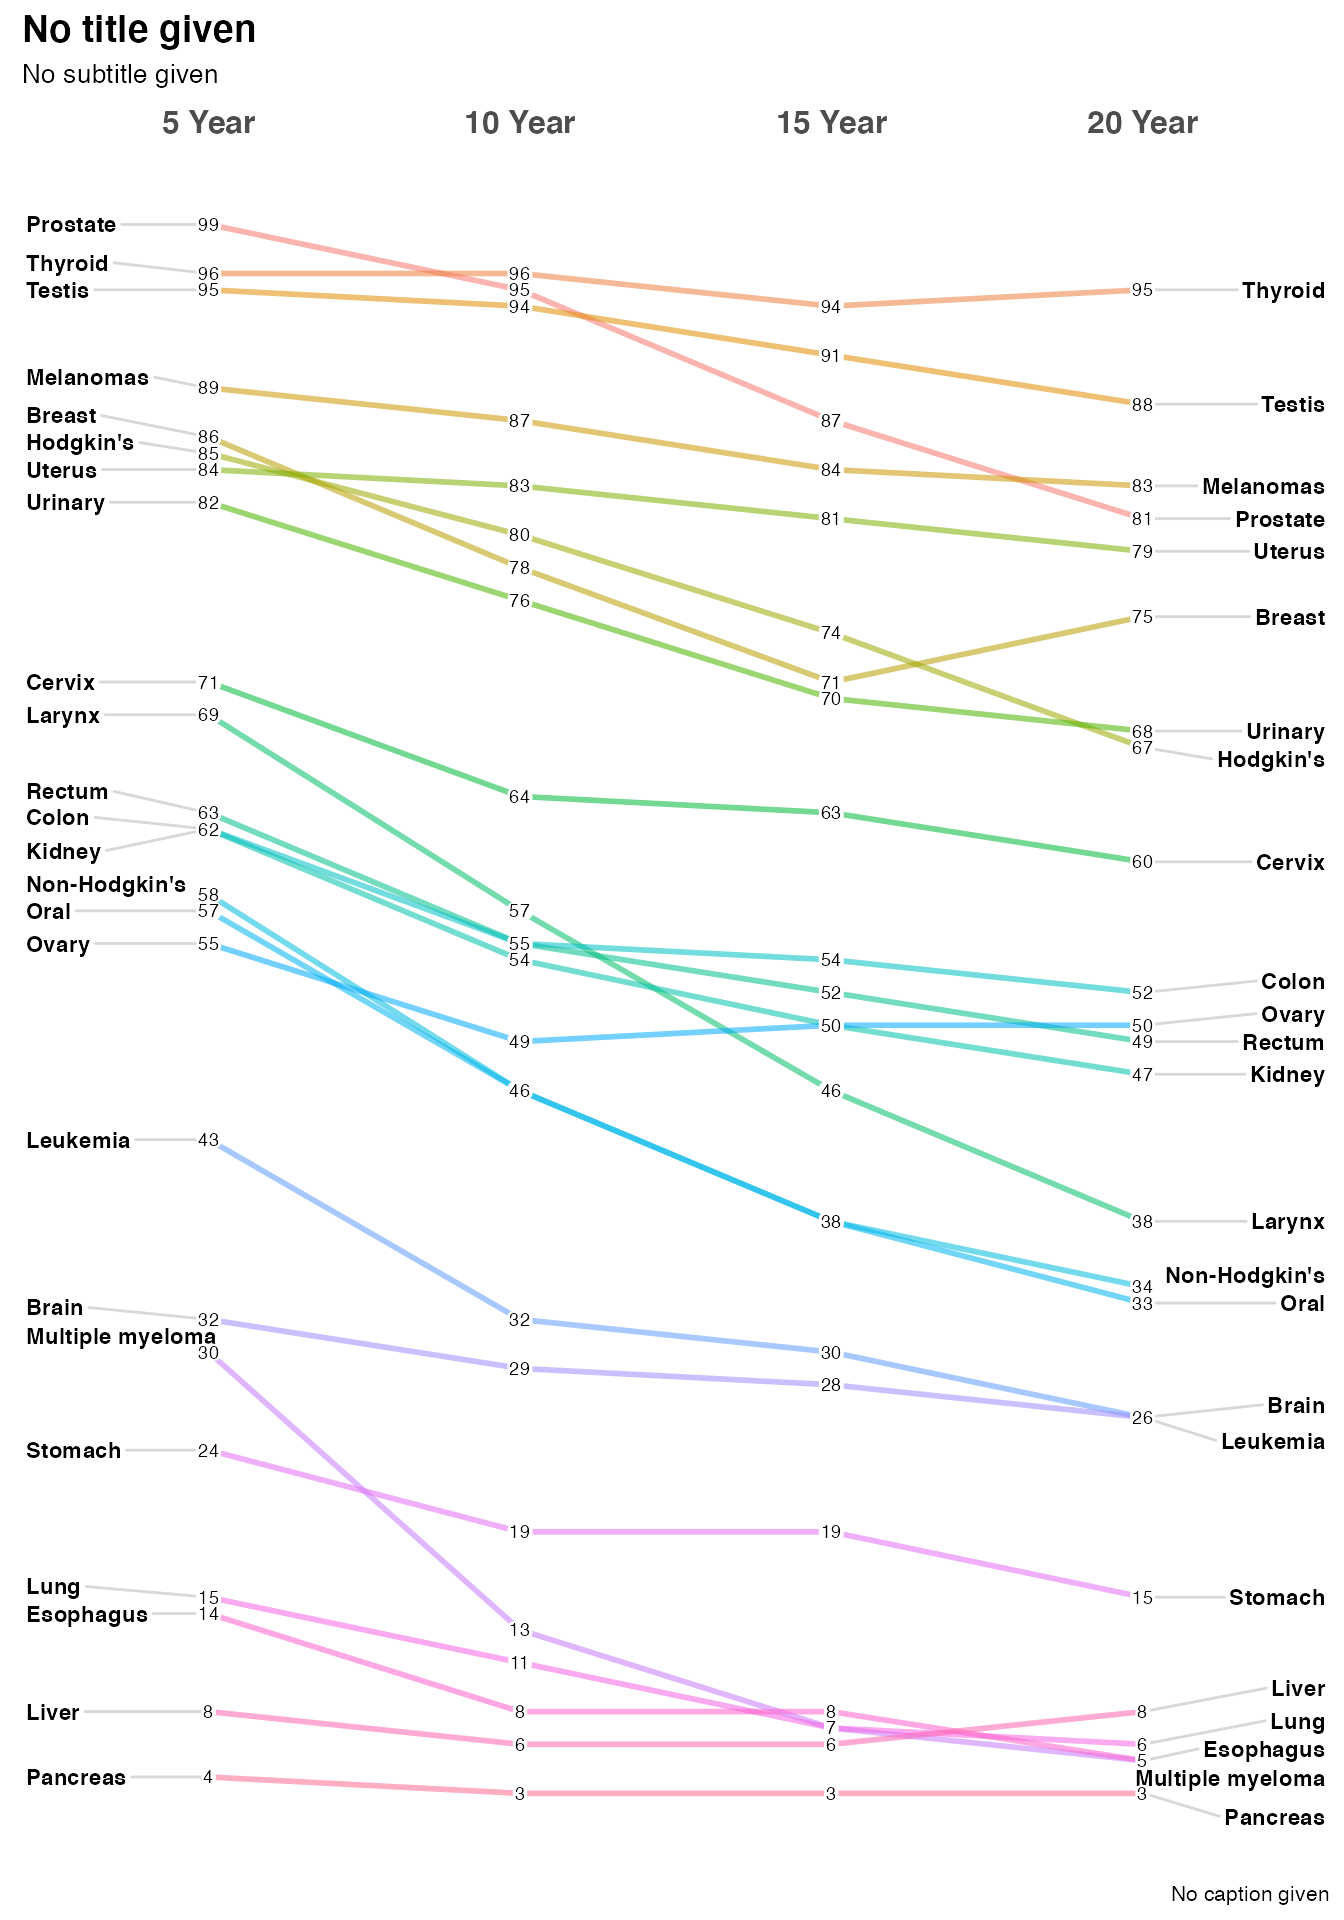 No title given
No subtitle given
5 Year 10 Year 15 Year 20 Year
Prostate 99
Thyroid 96 96
Testis 95 95 94 95 Thyroid
94 91
Melanomas 89 87 87 88 Testis
Breast 86
Hodgkin's 85
Uterus 84 83 84 83 Melanomas
Urinary 82 81 81 Prostate
80 79 Uterus
78
76 75 Breast
74
Cervix 71 71
70
Larynx 69 68 Urinary
67 Hodgkin's
Rectum 63 64 63
Colon 62
Kidney
60 Cervix
Non-Hodgkin's 58
Oral 57 57
Ovary 55 55
54 54
52 52 Colon
50 50 Ovary
49 49 Rectum
47 Kidney
46 46
Leukemia 43
38 38 Larynx
34 Non-Hodgkin's
33 Oral
Brain 32 32
Multiple myeloma
30 30
29 28
26 Brain
Leukemia
Stomach 24
19 19
Lung 15 15 Stomach
Esophagus 14
13
11
Liver 8 8 8 8 Liver
7
6 6 6 Lung
5 Esophagus
Multiple myeloma
Pancreas 4 3 3 3
Pancreas
No caption given